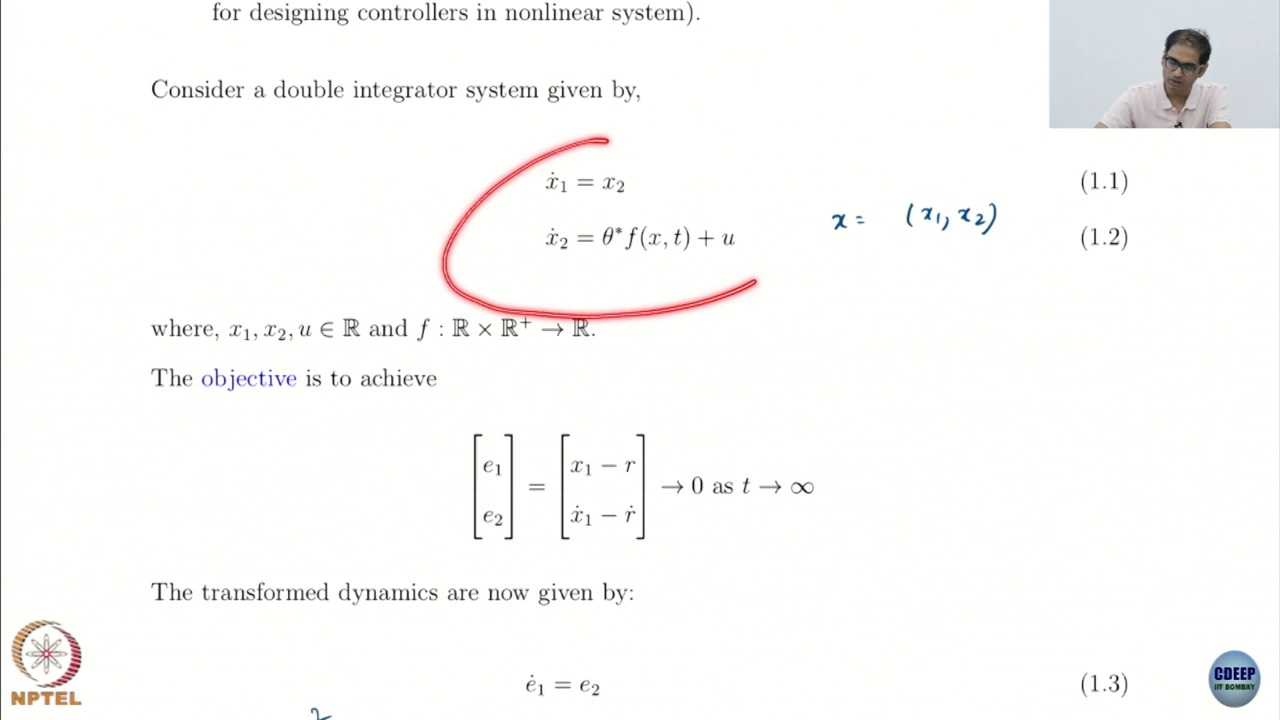 for designing controllers in nonlinear system).
Consider a double integrator system given by,
ẋ₁ = x₂ (1.1)
ẋ₂ = θ* f(x, t) + u (1.2)
x = (x₁, x₂)
where, x₁, x₂, u ∈ ℝ and f : ℝ × ℝ⁺ → ℝ.
The objective is to achieve
[e₁ e₂] = [x₁ − r ẋ₁ − ṙ] → 0 as t → ∞
The transformed dynamics are now given by:
ė₁ = e₂ (1.3)
NPTEL
CDEEP
IIT BOMBAY